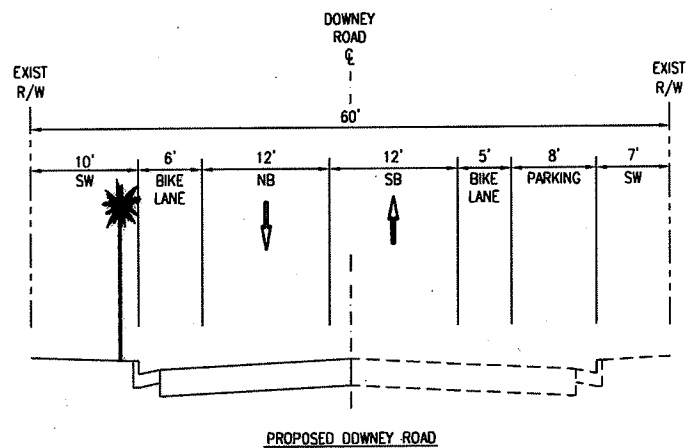 DOWNEY
ROAD
℄
EXIST
R/W
EXIST
R/W
60'
10'
SW
6'
BIKE
LANE
12'
NB
12'
SB
5'
BIKE
LANE
8'
PARKING
7'
SW
PROPOSED DOWNEY ROAD